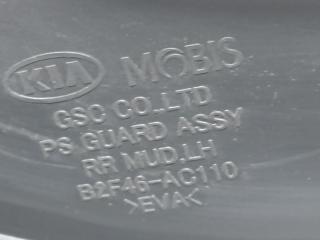 KIA MOBIS
GSC CO.LTD
PS GUARD ASSY
RR MUD.LH
B2F46-AC110
>EVA<